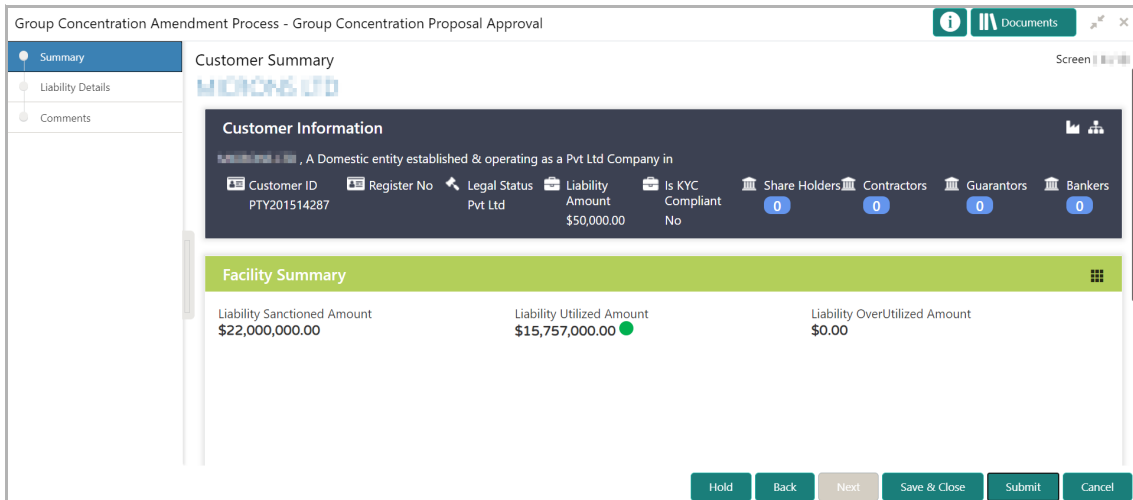 Group Concentration Amendment Process - Group Concentration Proposal Approval
i
Documents
Summary
Liability Details
Comments
Customer Summary
Screen
Customer Information
, A Domestic entity established & operating as a Pvt Ltd Company in
Customer ID
PTY201514287
Register No
Legal Status
Pvt Ltd
Liability
Amount
$50,000.00
Is KYC
Compliant
No
Share Holders
0
Contractors
0
Guarantors
0
Bankers
0
Facility Summary
Liability Sanctioned Amount
$22,000,000.00
Liability Utilized Amount
$15,757,000.00
Liability OverUtilized Amount
$0.00
Hold
Back
Next
Save & Close
Submit
Cancel